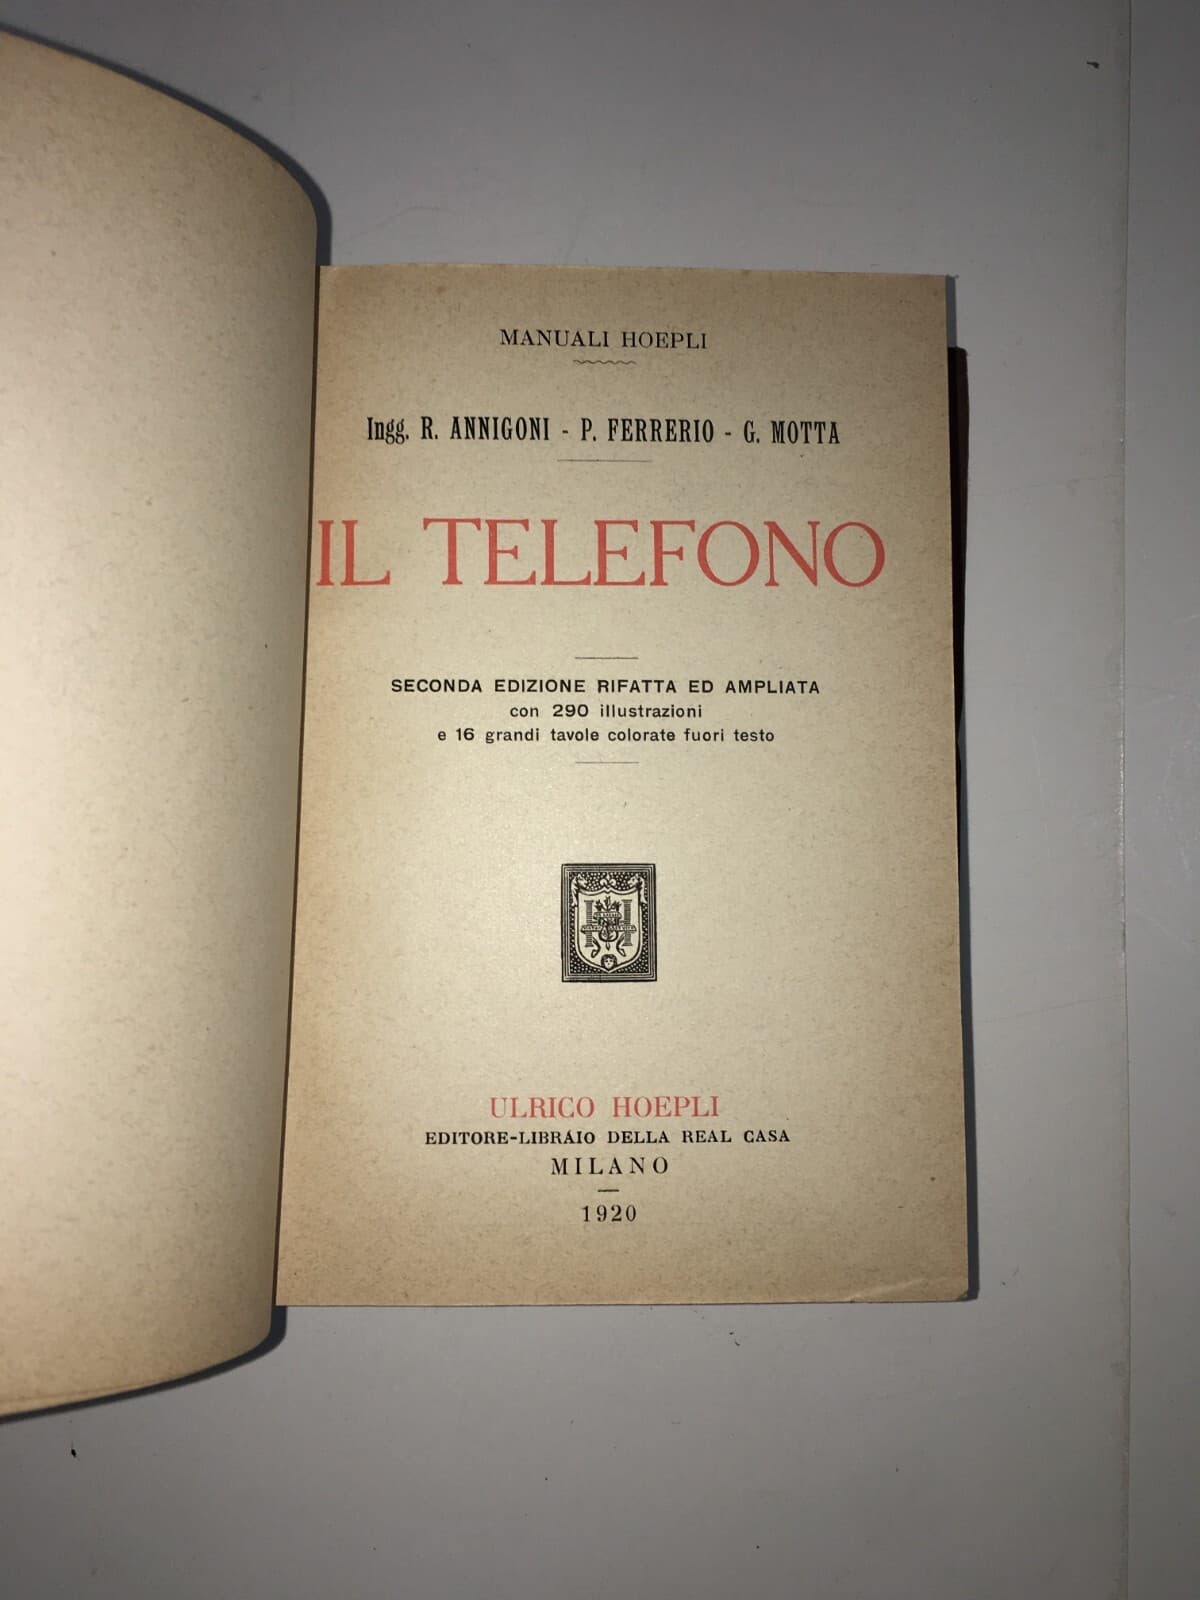 MANUALI HOEPLI
Ingg. R. ANNIGONI - P. FERRERIO - G. MOTTA
IL TELEFONO
SECONDA EDIZIONE RIFATTA ED AMPLIATA
con 290 illustrazioni
e 16 grandi tavole colorate fuori testo
ULRICO HOEPLI
EDITORE-LIBRAIO DELLA REAL CASA
MILANO
1920